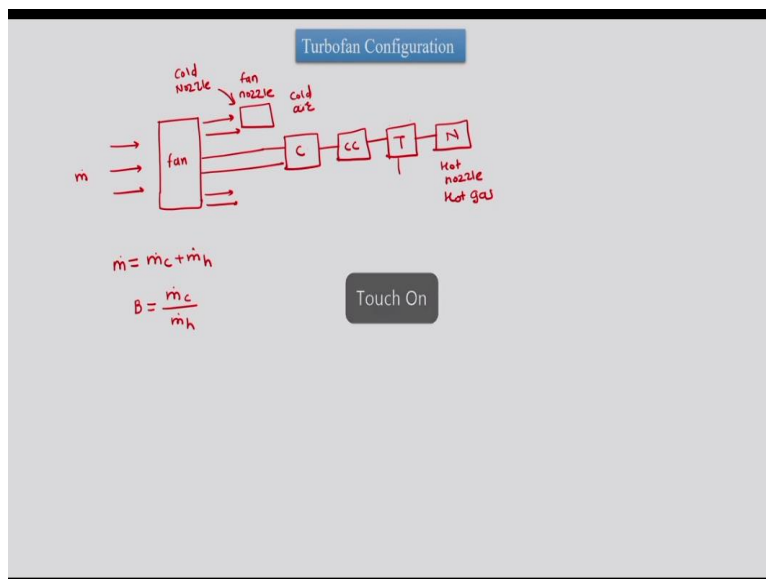 Turbofan Configuration
Cold
Nozzle
fan
nozzle
Cold
air
fan
C
CC
T
N
ṁ
Hot
nozzle
Hot gas
ṁ = ṁc + ṁh
B = ṁc / ṁh
Touch On